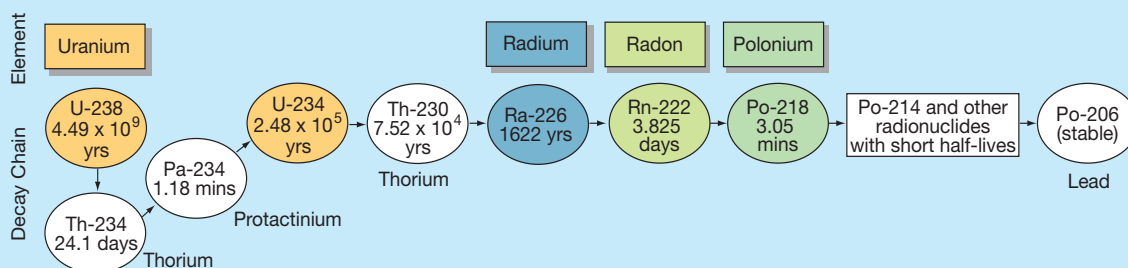 Element
Uranium
Radium
Radon
Polonium
Decay Chain
U-238
4.49 x 10⁹
yrs
Th-234
24.1 days
Thorium
Pa-234
1.18 mins
Protactinium
U-234
2.48 x 10⁵
yrs
Th-230
7.52 x 10⁴
yrs
Thorium
Ra-226
1622 yrs
Rn-222
3.825
days
Po-218
3.05
mins
Po-214 and other
radionuclides
with short half-lives
Po-206
(stable)
Lead